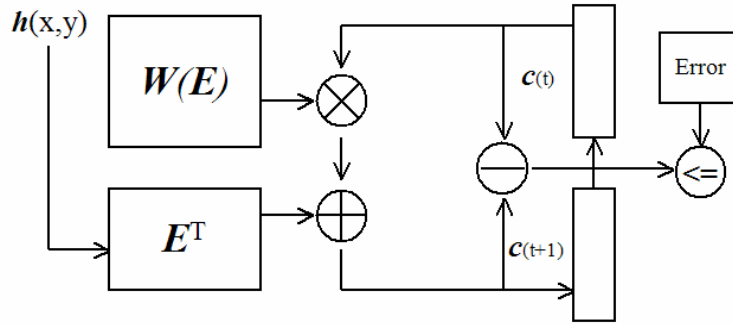 h(x,y)
W(E)
c(t)
Error
<=
E^T
c(t+1)